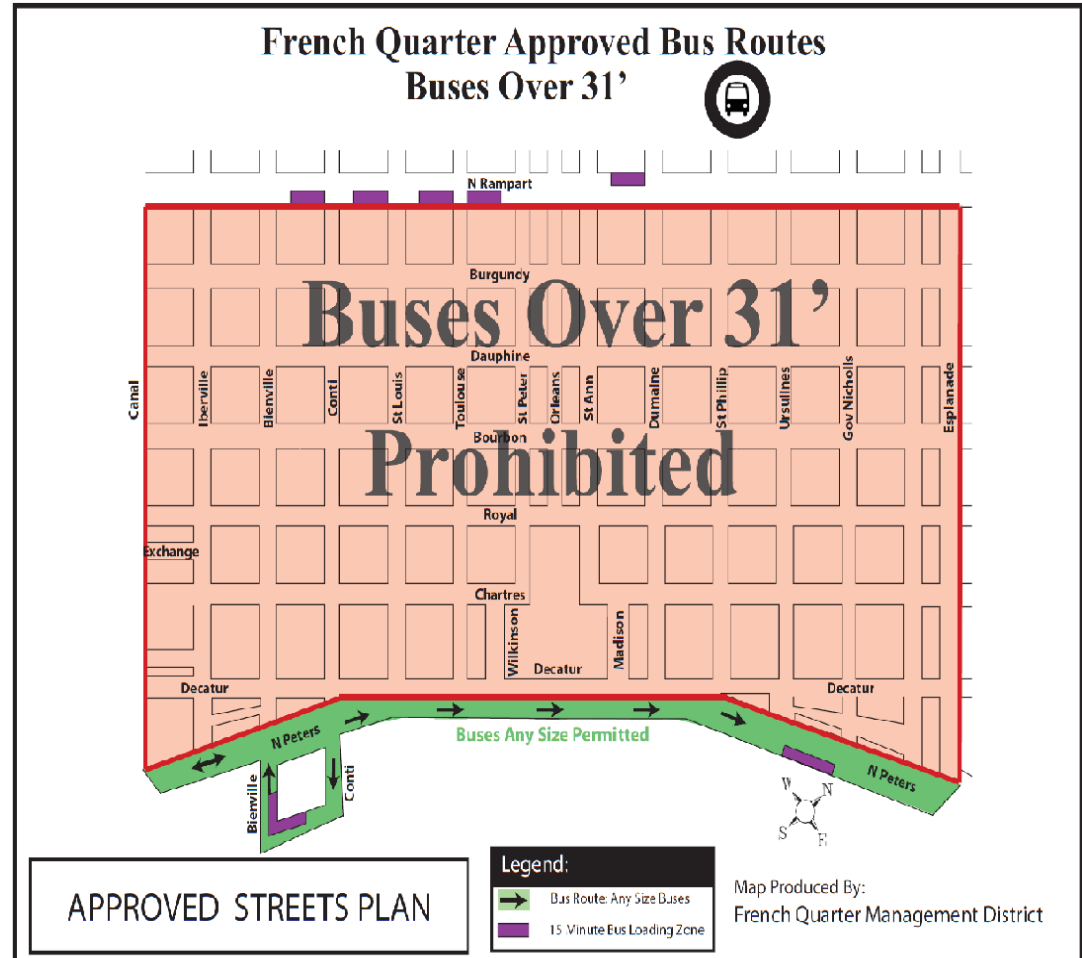 French Quarter Approved Bus Routes
Buses Over 31’
N Rampart
Burgundy
Buses Over 31’
Dauphine
Canal
Iberville
Bienville
Conti
St Louis
Toulouse
St Peter
Orleans
St Ann
Dumaine
St Phillip
Ursulines
Gov Nicholls
Esplanade
Bourbon
Prohibited
Royal
Exchange
Chartres
Wilkinson
Madison
Decatur
Decatur
Decatur
N Peters
Buses Any Size Permitted
N Peters
Bienville
Conti
W
N
S
E
APPROVED STREETS PLAN
Legend:
Bus Route: Any Size Buses
15 Minute Bus Loading Zone
Map Produced By:
French Quarter Management District